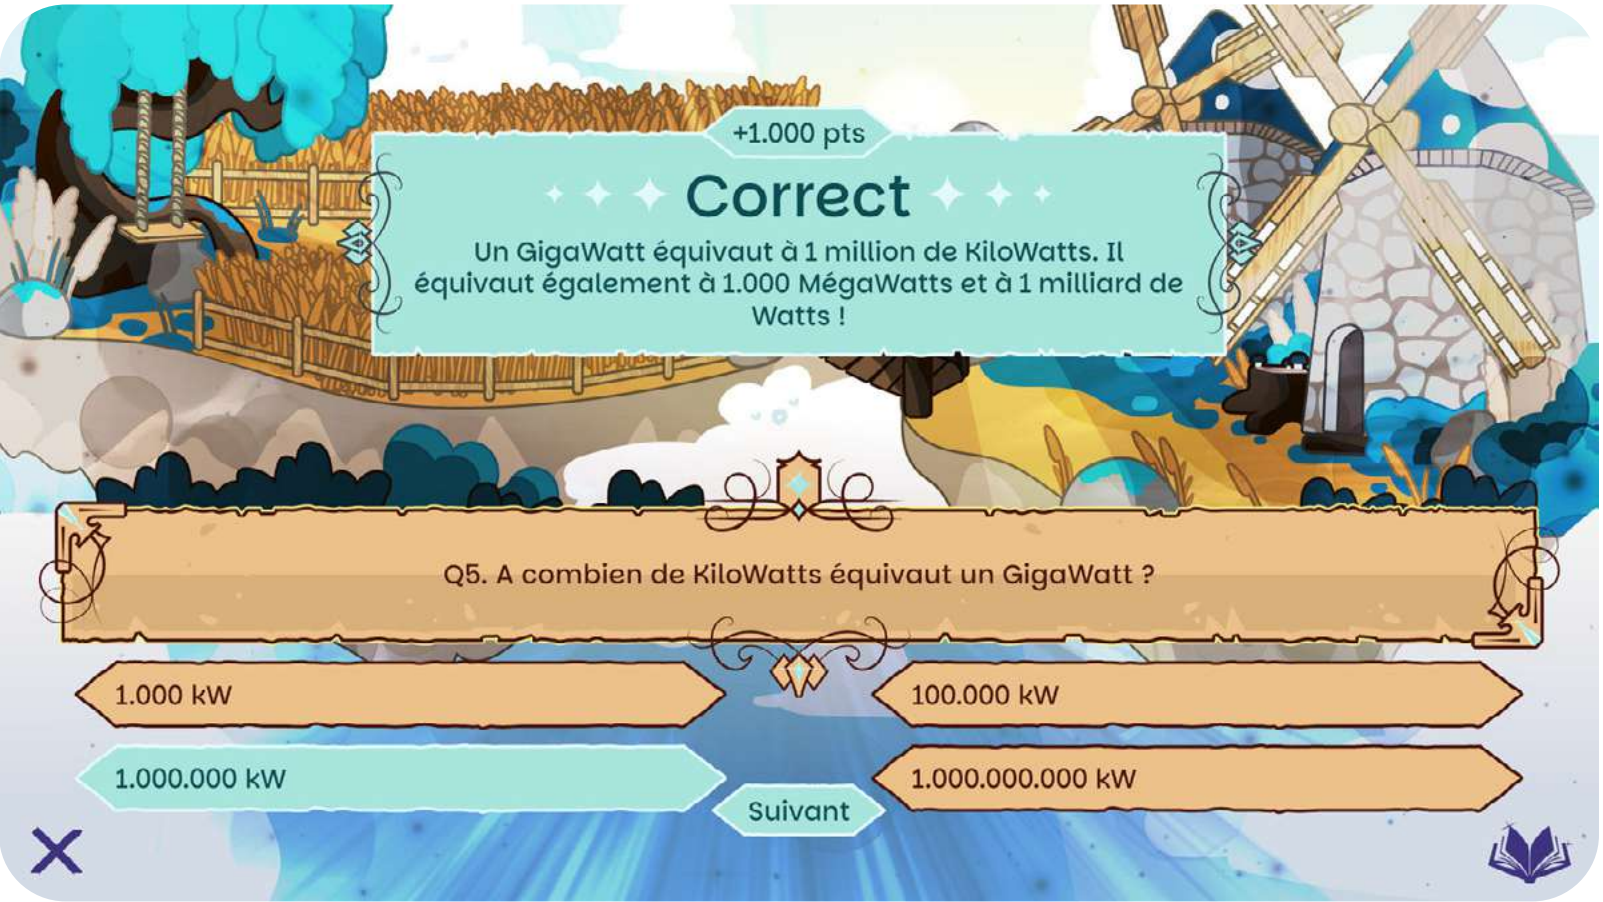 +1.000 pts
Correct
Un GigaWatt équivaut à 1 million de KiloWatts. Il
équivaut également à 1.000 MégaWatts et à 1 milliard de
Watts !
Q5. A combien de KiloWatts équivaut un GigaWatt ?
1.000 kW
100.000 kW
1.000.000 kW
1.000.000.000 kW
Suivant